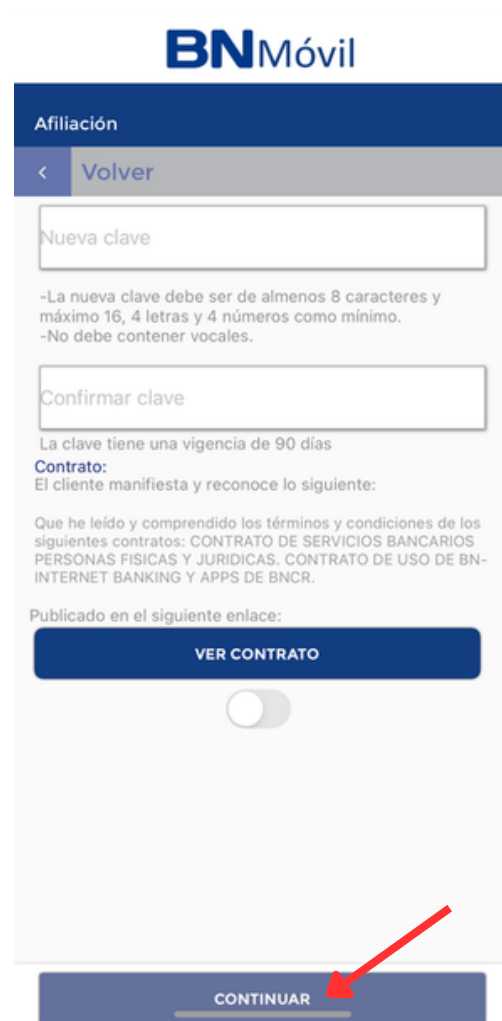 BNMóvil
Afiliación
< Volver
Nueva clave
-La nueva clave debe ser de almenos 8 caracteres y
máximo 16, 4 letras y 4 números como mínimo.
-No debe contener vocales.
Confirmar clave
La clave tiene una vigencia de 90 días
Contrato:
El cliente manifiesta y reconoce lo siguiente:
Que he leído y comprendido los términos y condiciones de los
siguientes contratos: CONTRATO DE SERVICIOS BANCARIOS
PERSONAS FISICAS Y JURIDICAS. CONTRATO DE USO DE BN-
INTERNET BANKING Y APPS DE BNCR.
Publicado en el siguiente enlace:
VER CONTRATO
CONTINUAR